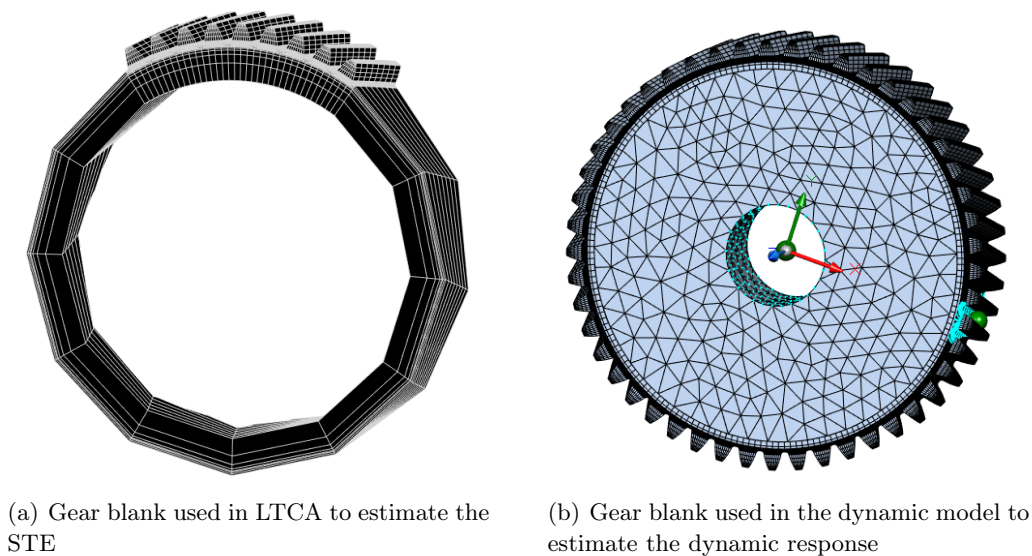 X
(a) Gear blank used in LTCA to estimate the
STE
(b) Gear blank used in the dynamic model to
estimate the dynamic response